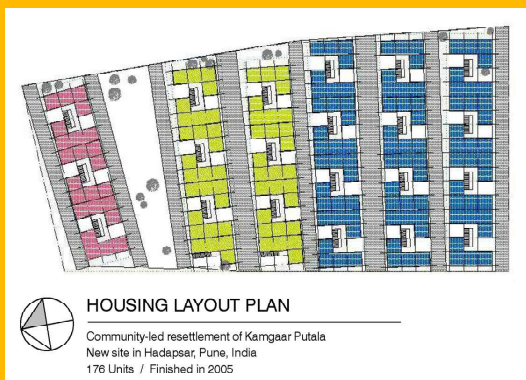 HOUSING LAYOUT PLAN
Community-led resettlement of Kamgaar Putala
New site in Hadapsar, Pune, India
176 Units / Finished in 2005